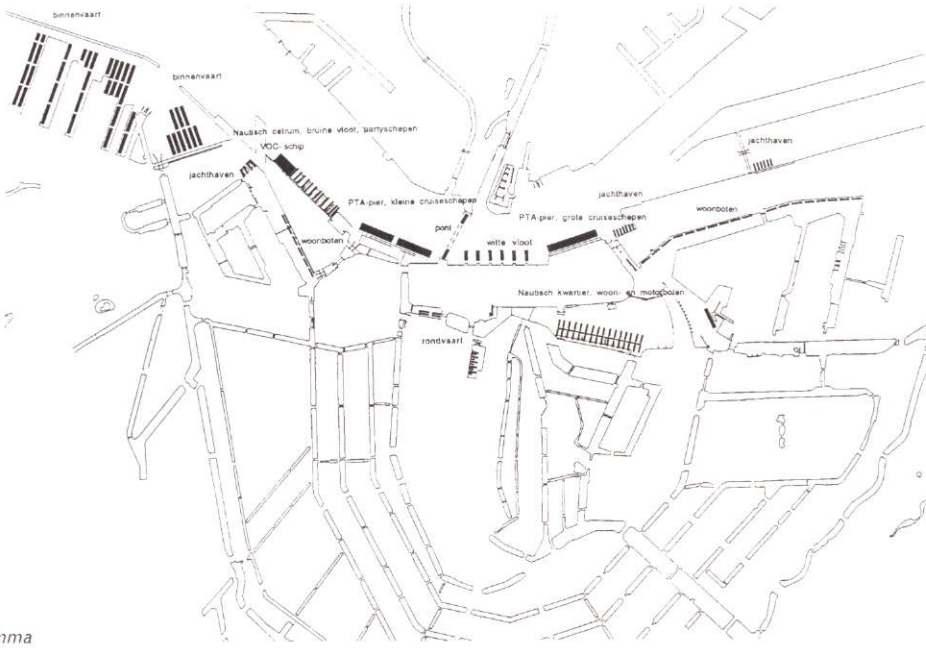 binnenvaart
binnenvaart
Nautisch cetrum, bruine vloot, partyschepen
VOC-schip
jachthaven
jachthaven
jachthaven
PTA-pier, kleine cruiseschepen
woonboten
pont
PTA-pier, grote cruiseschepen
woonboten
witte vloot
Nautisch kwartier, woon- en motorboten
rondvaart
mma